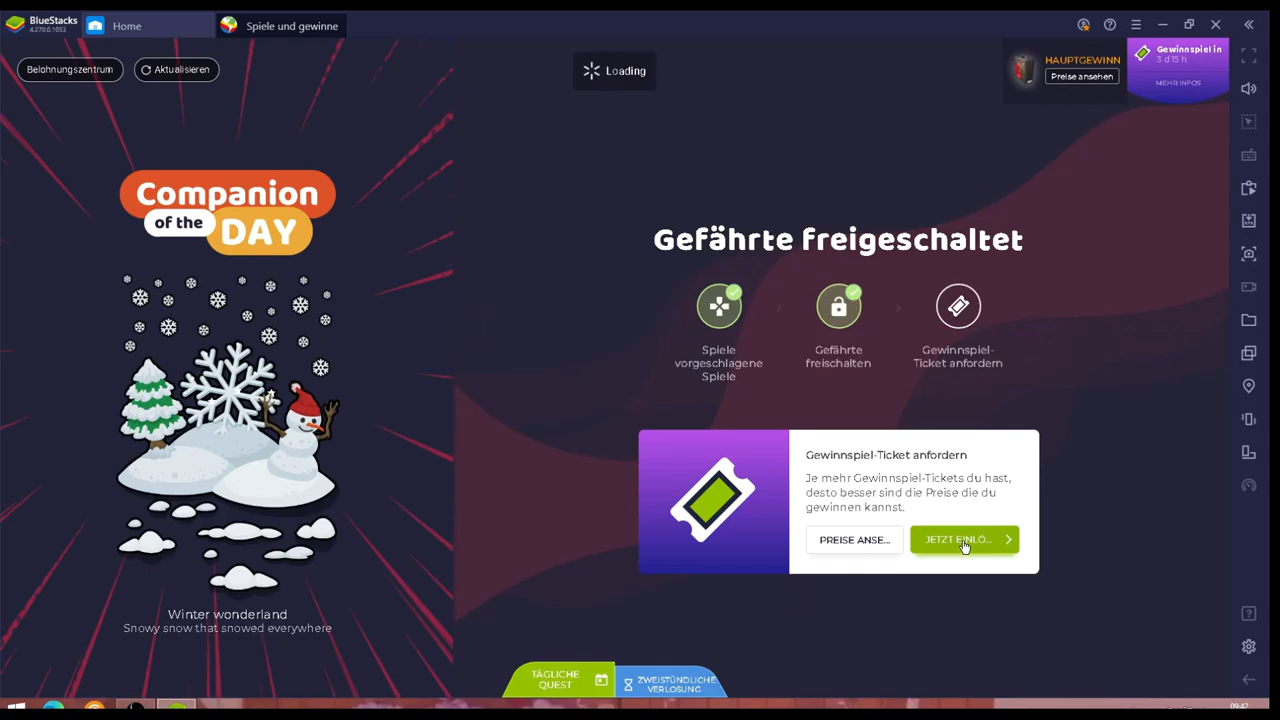 BlueStacks
4.270.0.1053
Home
Spiele und gewinne
Belohnungszentrum
Aktualisieren
Loading
HAUPTGEWINN
Preise ansehen
Gewinnspiel in
3 d 15 h
MEHR INFOS
Companion
of the
DAY
Winter wonderland
Snowy snow that snowed everywhere
Gefährte freigeschaltet
Spiele
vorgeschlagene
Spiele
Gefährte
freischalten
Gewinnspiel-
Ticket anfordern
Gewinnspiel-Ticket anfordern
Je mehr Gewinnspiel-Tickets du hast,
desto besser sind die Preise die du
gewinnen kannst.
PREISE ANSE...
JETZT EINLÖ...
TÄGLICHE
QUEST
ZWEISTÜNDLICHE
VERLOSUNG